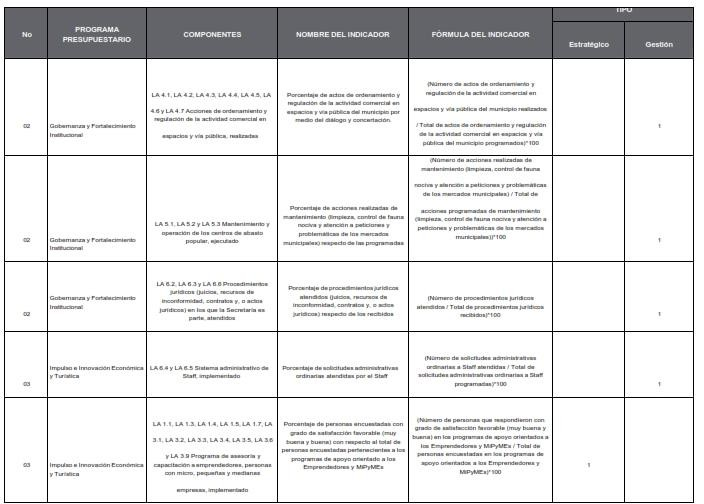 TIPO
No
PROGRAMA
PRESUPUESTARIO
COMPONENTES
NOMBRE DEL INDICADOR
FÓRMULA DEL INDICADOR
Estratégico
Gestión
02
Gobernanza y Fortalecimiento
Institucional
LA 4.1, LA 4.2, LA 4.3, LA 4.4, LA 4.5, LA
4.6 y LA 4.7 Acciones de ordenamiento y
regulación de la actividad comercial en
espacios y vía pública, realizadas
Porcentaje de actos de ordenamiento y
regulación de la actividad comercial en
espacios y vía pública del municipio por
medio del diálogo y concertación.
(Número de actos de ordenamiento y
regulación de la actividad comercial en
espacios y vía pública del municipio realizados
/ Total de actos de ordenamiento y regulación
de la actividad comercial en espacios y vía
pública del municipio programados)*100
1
02
Gobernanza y Fortalecimiento
Institucional
LA 5.1, LA 5.2 y LA 5.3 Mantenimiento y
operación de los centros de abasto
popular, ejecutado
Porcentaje de acciones realizadas de
mantenimiento (limpieza, control de fauna
nociva y atención a peticiones y
problemáticas de los mercados
municipales) respecto de las programadas
(Número de acciones realizadas de
mantenimiento (limpieza, control de fauna
nociva y atención a peticiones y problemáticas
de los mercados municipales) / Total de
acciones programadas de mantenimiento
(limpieza, control de fauna nociva y atención a
peticiones y problemáticas de los mercados
municipales))*100
1
02
Gobernanza y Fortalecimiento
Institucional
LA 6.2, LA 6.3 y LA 6.6 Procedimientos
jurídicos (juicios, recursos de
inconformidad, contratos y, o actos
jurídicos) en los que la Secretaría es
parte, atendidos
Porcentaje de procedimientos jurídicos
atendidos (juicios, recursos de
inconformidad, contratos y, o actos
jurídicos) respecto de los recibidos
(Número de procedimientos jurídicos
atendidos / Total de procedimientos jurídicos
recibidos)*100
1
03
Impulso e Innovación Económica
y Turística
LA 6.4 y LA 6.5 Sistema administrativo de
Staff, implementado
Porcentaje de solicitudes administrativas
ordinarias atendidas por el Staff
(Número de solicitudes administrativas
ordinarias a Staff atendidas / Total de
solicitudes administrativas ordinarias a Staff
programadas)*100
1
03
Impulso e Innovación Económica
y Turística
LA 1.1, LA 1.3, LA 1.4, LA 1.5, LA 1.7, LA
3.1, LA 3.2, LA 3.3, LA 3.4, LA 3.5, LA 3.6
y LA 3.9 Programa de asesoría y
capacitación a emprendedores, personas
con micro, pequeñas y medianas
empresas, implementado
Porcentaje de personas encuestadas con
grado de satisfacción favorable (muy
buena y buena) con respecto al total de
personas encuestadas pertenecientes a los
programas de apoyo orientado a los
Emprendedores y MiPyMEs
(Número de personas que respondieron con
grado de satisfacción favorable (muy buena y
buena) en los programas de apoyo orientados a
los Emprendedores y MiPyMEs / Total de
personas encuestadas en los programas de
apoyo orientados a los Emprendedores y
MiPyMEs)*100
1